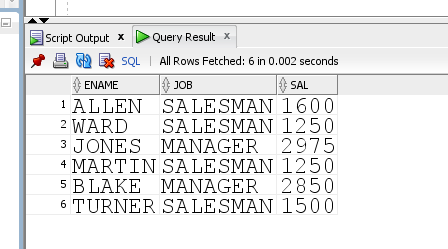 Script Output x Query Result x
SQL | All Rows Fetched: 6 in 0.002 seconds
ENAME JOB SAL
1 ALLEN SALESMAN 1600
2 WARD SALESMAN 1250
3 JONES MANAGER 2975
4 MARTIN SALESMAN 1250
5 BLAKE MANAGER 2850
6 TURNER SALESMAN 1500